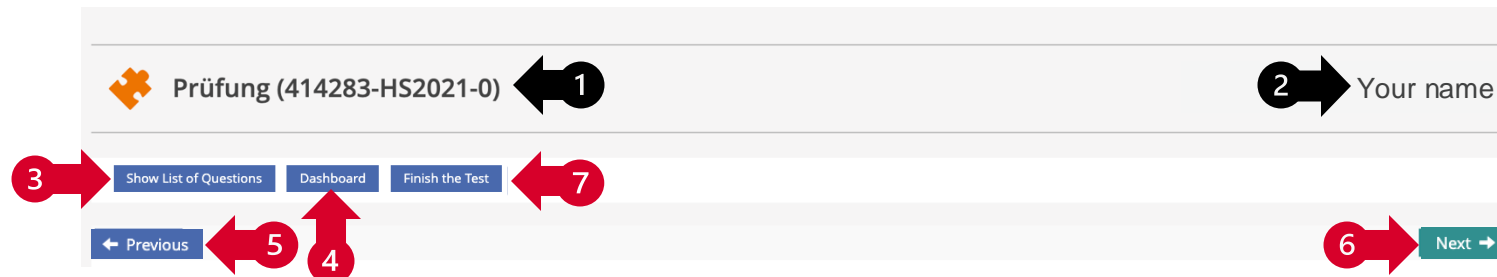 Prüfung (414283-HS2021-0) 1 2 Your name
3 Show List of Questions Dashboard Finish the Test 7
Previous 5 4 6 Next